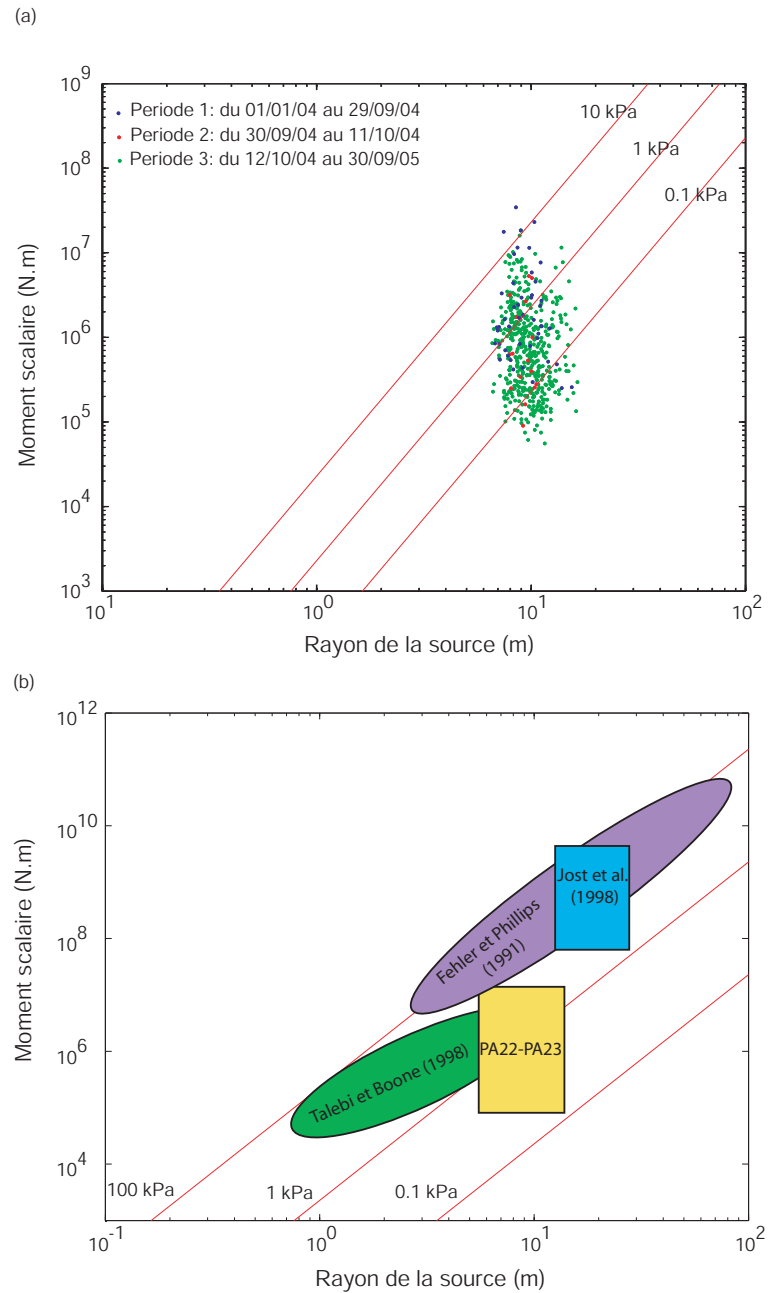 (a)
10^9
10^8
10^7
10^6
10^5
10^4
10^3
Moment scalaire (N.m)
Periode 1: du 01/01/04 au 29/09/04
Periode 2: du 30/09/04 au 11/10/04
Periode 3: du 12/10/04 au 30/09/05
10 kPa
1 kPa
0.1 kPa
10^1
10^0
10^1
10^2
Rayon de la source (m)
(b)
10^12
10^10
10^8
10^6
10^4
Moment scalaire (N.m)
Jost et al.
(1998)
Fehler et Phillips
(1991)
PA22-PA23
Talebi et Boone (1998)
100 kPa
1 kPa
0.1 kPa
10^-1
10^0
10^1
10^2
Rayon de la source (m)